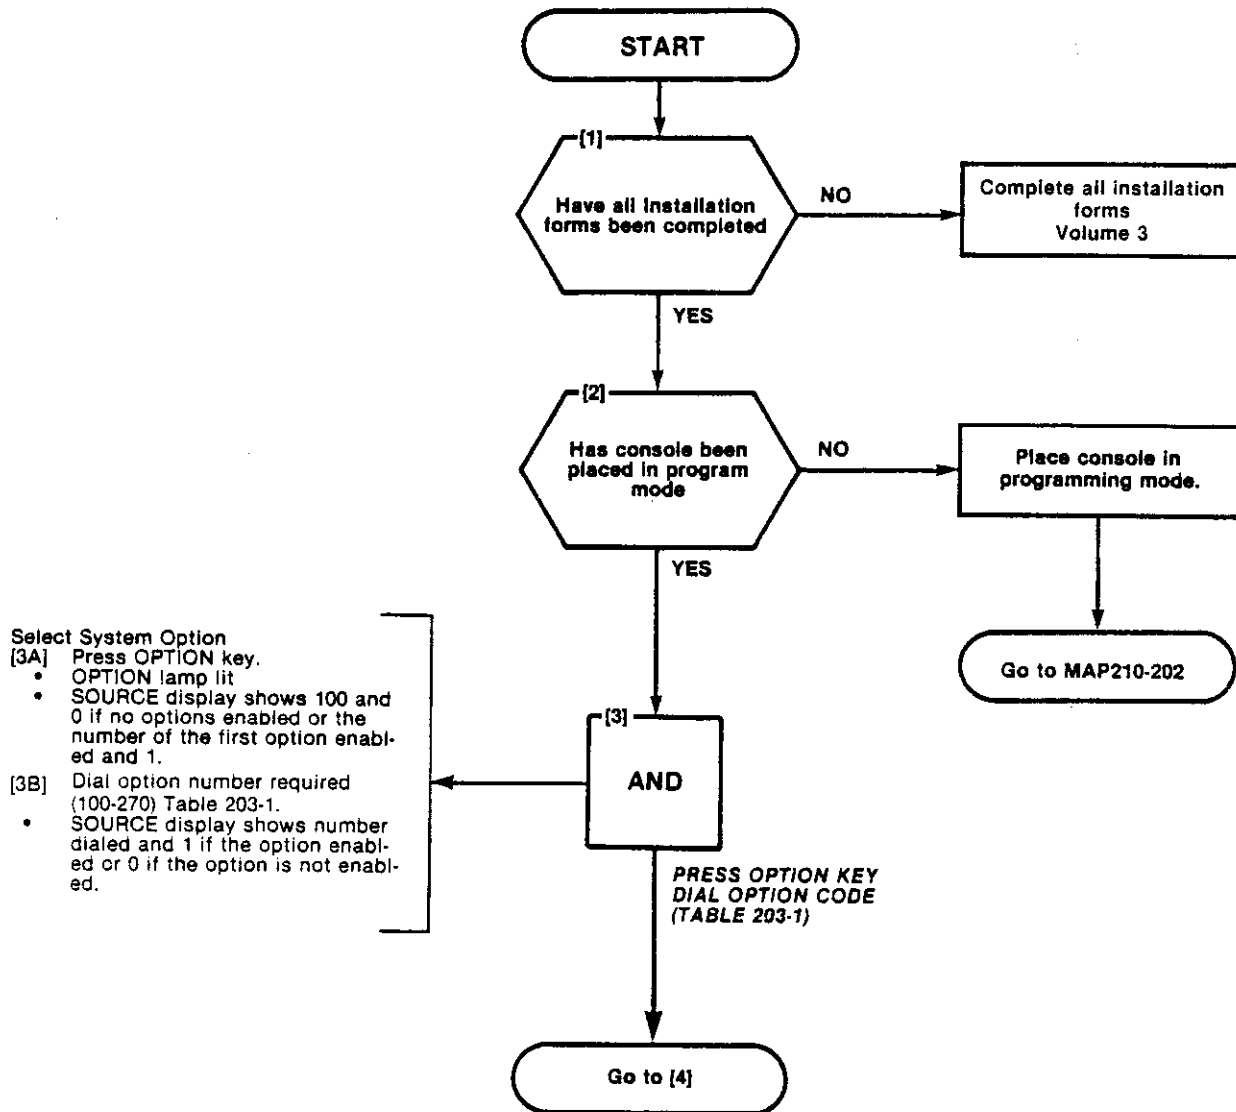 START
[1]
Have all Installation
forms been completed
NO
Complete all installation
forms
Volume 3
YES
[2]
Has console been
placed in program
mode
NO
Place console in
programming mode.
YES
Go to MAP210-202
Select System Option
[3A] Press OPTION key.
• OPTION lamp lit
• SOURCE display shows 100 and
0 if no options enabled or the
number of the first option enabl-
ed and 1.
[3B] Dial option number required
(100-270) Table 203-1.
• SOURCE display shows number
dialed and 1 if the option enabl-
ed or 0 if the option is not enabl-
ed.
[3]
AND
PRESS OPTION KEY
DIAL OPTION CODE
(TABLE 203-1)
Go to [4]